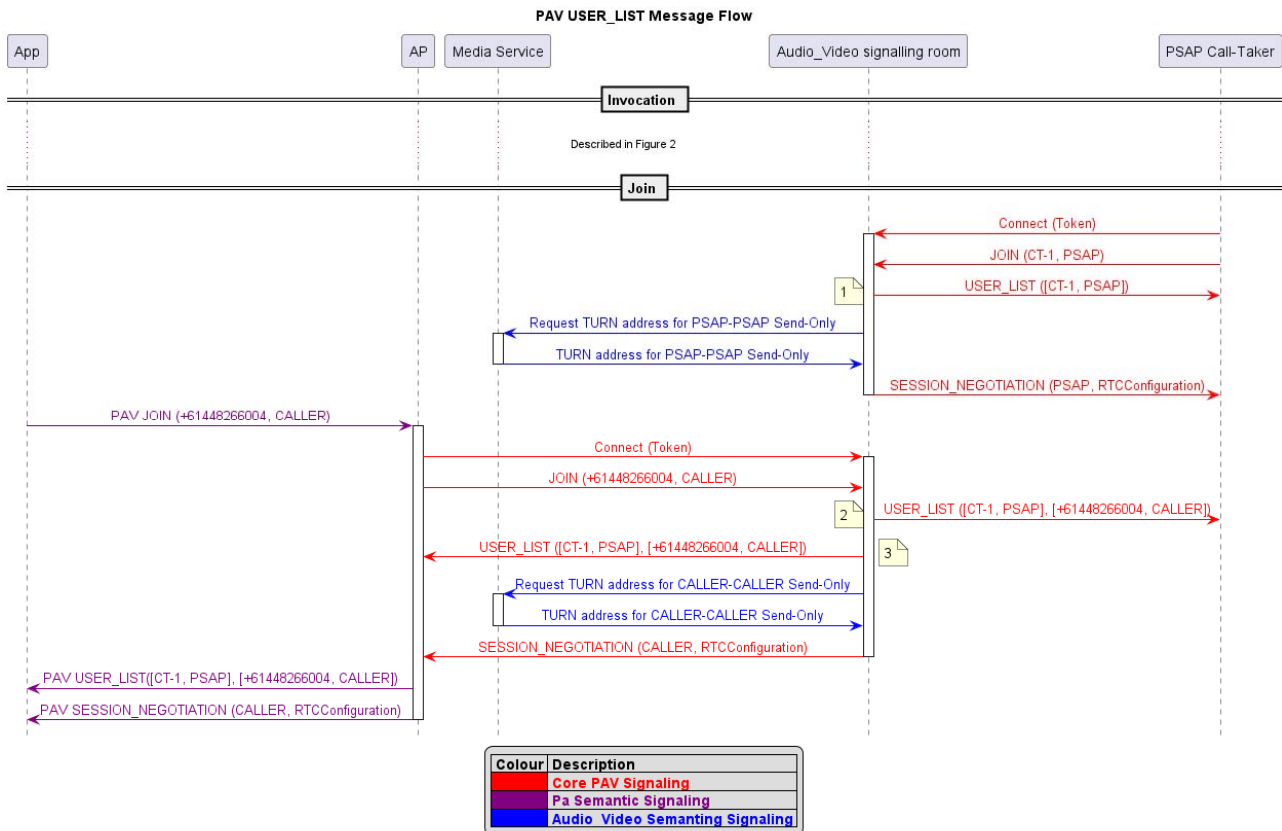 PAV USER_LIST Message Flow
App
AP
Media Service
Audio_Video signalling room
PSAP Call-Taker
Invocation
Described in Figure 2
Join
Connect (Token)
JOIN (CT-1, PSAP)
1
USER_LIST ([CT-1, PSAP])
Request TURN address for PSAP-PSAP Send-Only
TURN address for PSAP-PSAP Send-Only
SESSION_NEGOTIATION (PSAP, RTCConfiguration)
PAV JOIN (+61448266004, CALLER)
Connect (Token)
JOIN (+61448266004, CALLER)
2
USER_LIST ([CT-1, PSAP], [+61448266004, CALLER])
USER_LIST ([CT-1, PSAP], [+61448266004, CALLER])
3
Request TURN address for CALLER-CALLER Send-Only
TURN address for CALLER-CALLER Send-Only
SESSION_NEGOTIATION (CALLER, RTCConfiguration)
PAV USER_LIST([CT-1, PSAP], [+61448266004, CALLER])
PAV SESSION_NEGOTIATION (CALLER, RTCConfiguration)
Colour Description
Core PAV Signaling
Pa Semantic Signaling
Audio Video Semanting Signaling